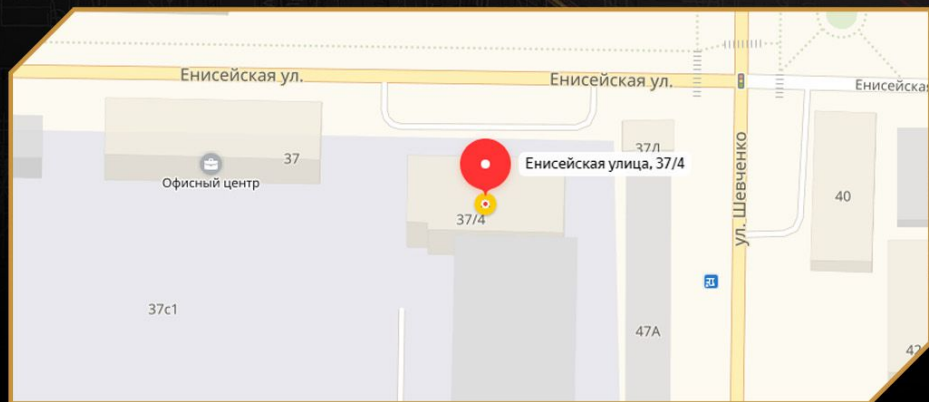 Енисейская ул.
Енисейская ул.
Енисейская
37
Офисный центр
37Д
Енисейская улица, 37/4
37/4
ул. Шевченко
40
37с1
47А
42